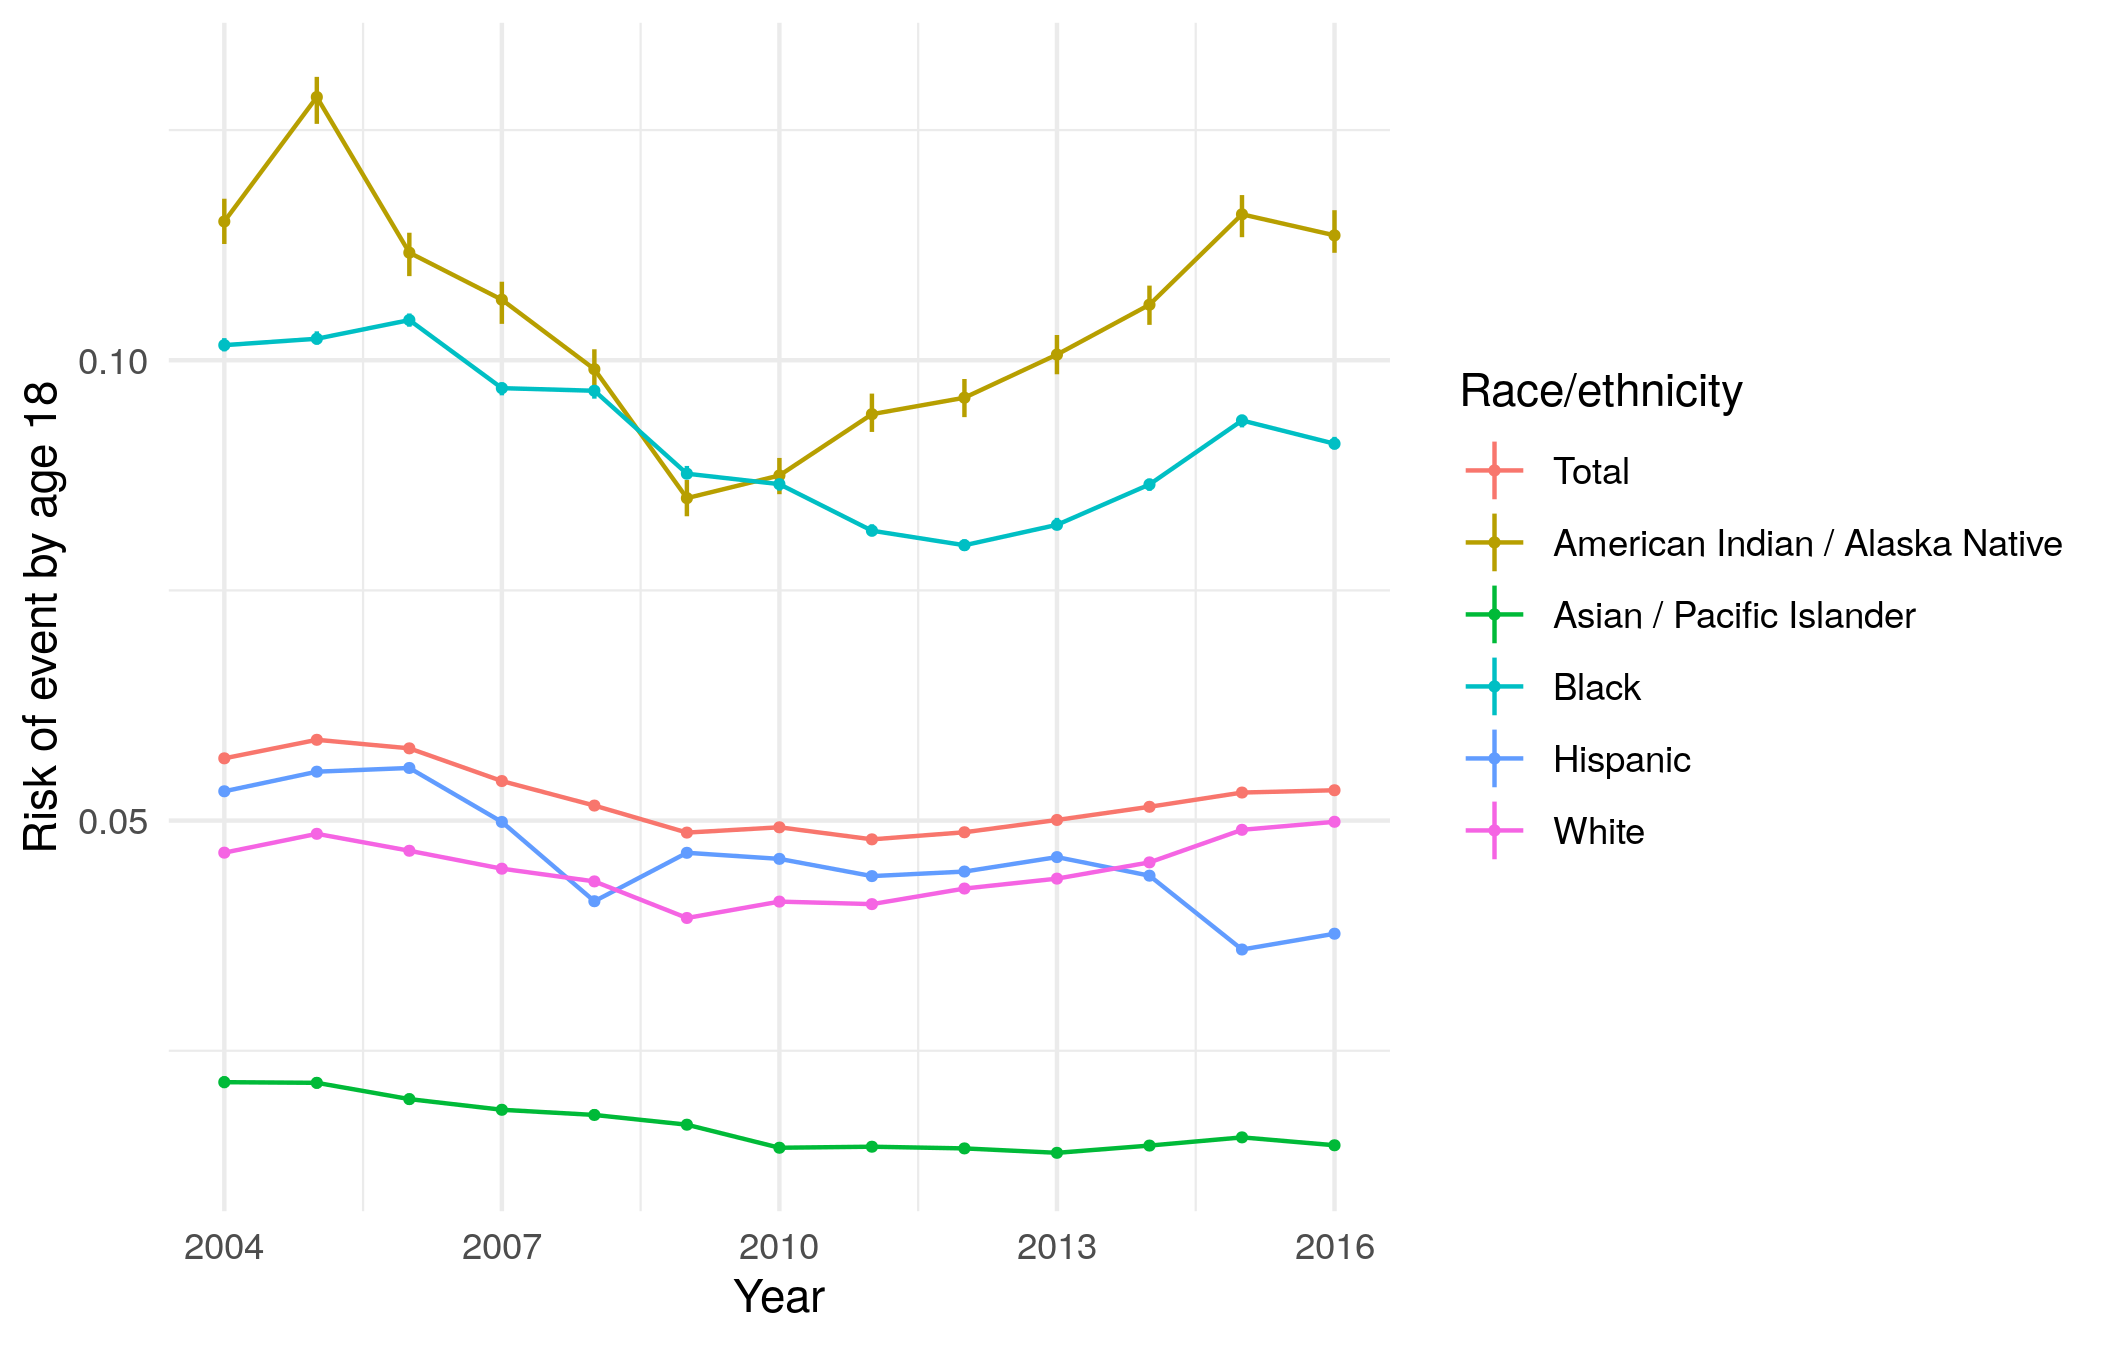 Risk of event by age 18
0.10
0.05
2004
2007
2010
2013
2016
Year
Race/ethnicity
Total
American Indian / Alaska Native
Asian / Pacific Islander
Black
Hispanic
White